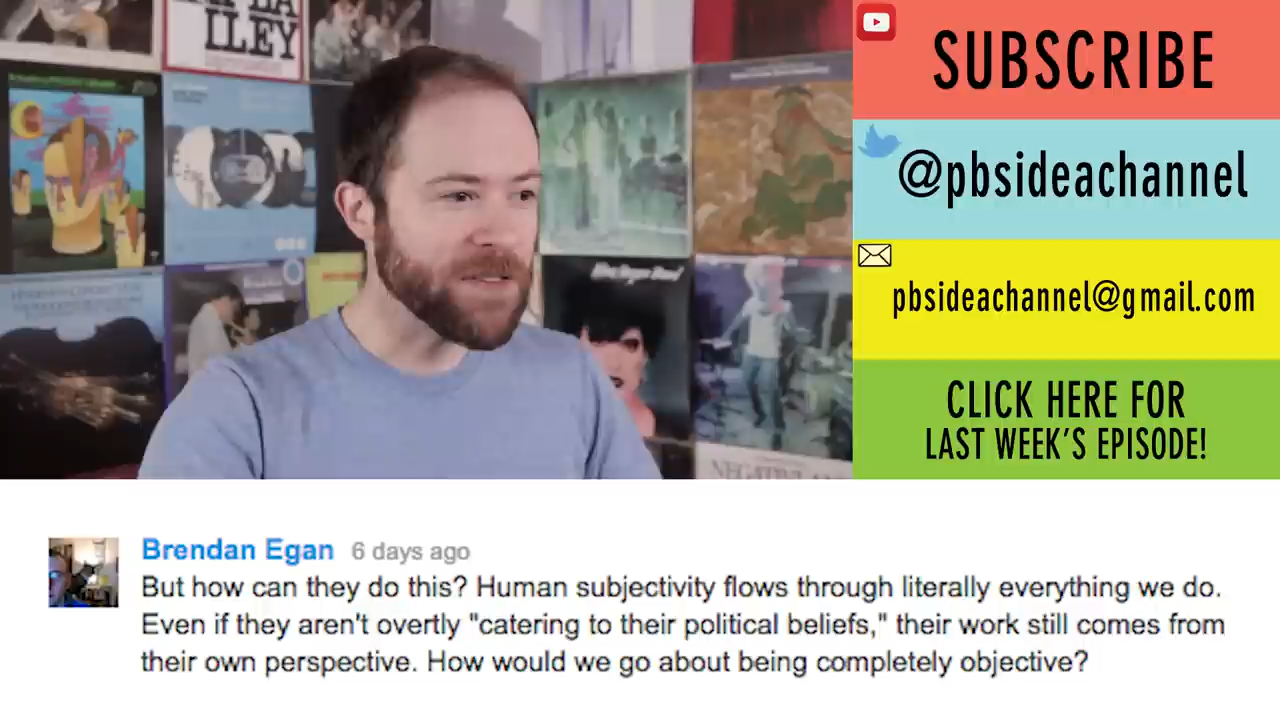 ILEY
SUBSCRIBE
@pbsideachannel
pbsideachannel@gmail.com
CLICK HERE FOR
LAST WEEK'S EPISODE!
NEGATIVLAND
Brendan Egan 6 days ago
But how can they do this? Human subjectivity flows through literally everything we do.
Even if they aren't overtly "catering to their political beliefs," their work still comes from
their own perspective. How would we go about being completely objective?